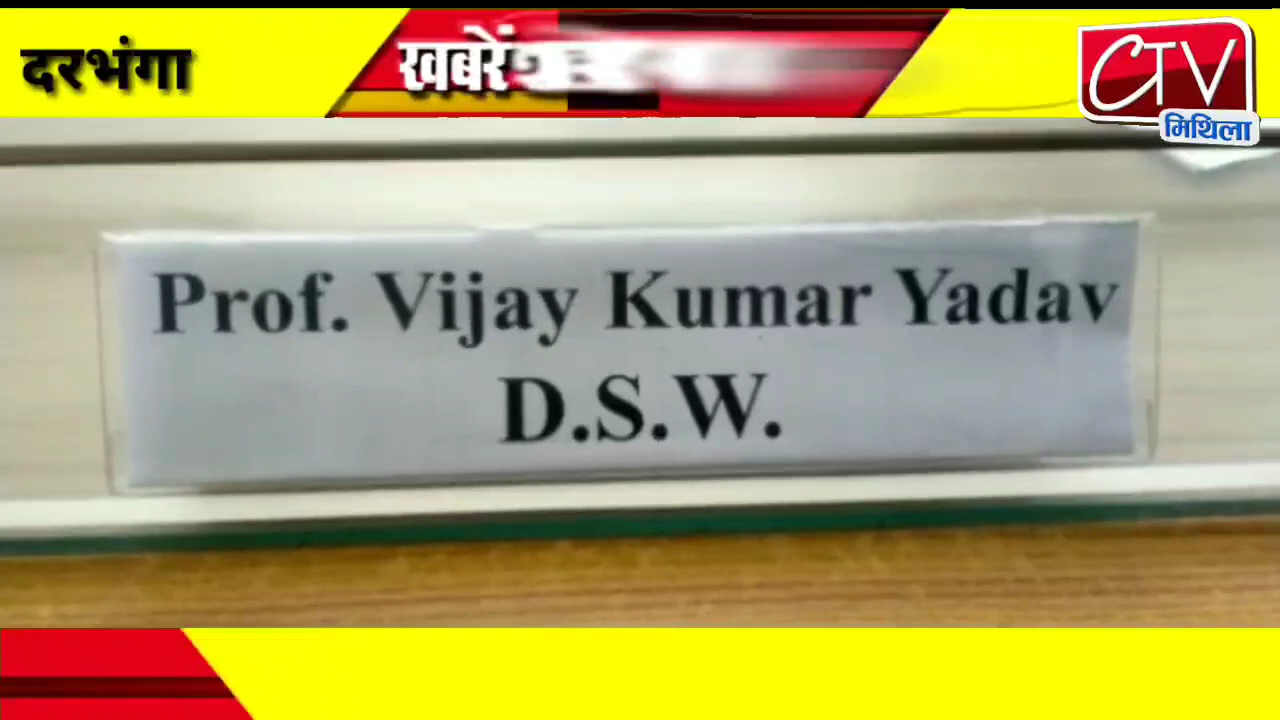 दरभंगा
खबरें
CTV
मिथिला
Prof. Vijay Kumar Yadav
D.S.W.